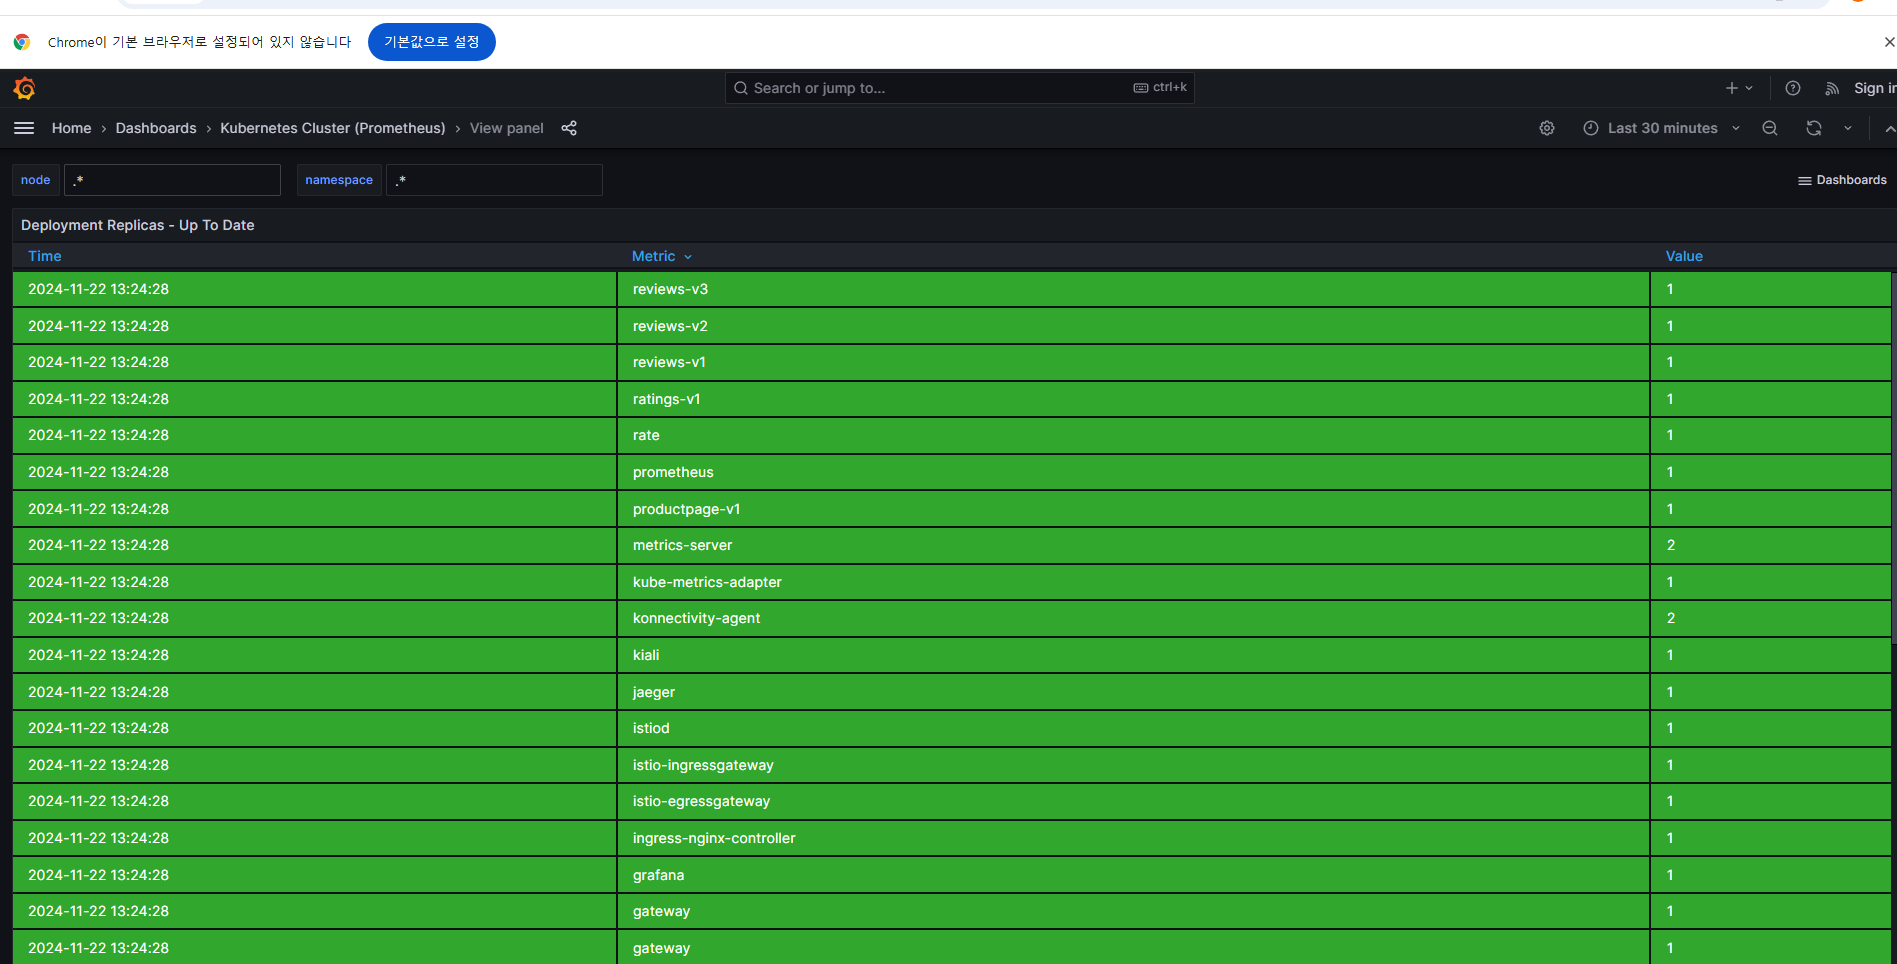 Chrome이 기본 브라우저로 설정되어 있지 않습니다 기본값으로 설정
Search or jump to... ctrl+k Sign in
Home › Dashboards › Kubernetes Cluster (Prometheus) › View panel Last 30 minutes
node .* namespace .* Dashboards
Deployment Replicas - Up To Date
Time Metric Value
2024-11-22 13:24:28 reviews-v3 1
2024-11-22 13:24:28 reviews-v2 1
2024-11-22 13:24:28 reviews-v1 1
2024-11-22 13:24:28 ratings-v1 1
2024-11-22 13:24:28 rate 1
2024-11-22 13:24:28 prometheus 1
2024-11-22 13:24:28 productpage-v1 1
2024-11-22 13:24:28 metrics-server 2
2024-11-22 13:24:28 kube-metrics-adapter 1
2024-11-22 13:24:28 konnectivity-agent 2
2024-11-22 13:24:28 kiali 1
2024-11-22 13:24:28 jaeger 1
2024-11-22 13:24:28 istiod 1
2024-11-22 13:24:28 istio-ingressgateway 1
2024-11-22 13:24:28 istio-egressgateway 1
2024-11-22 13:24:28 ingress-nginx-controller 1
2024-11-22 13:24:28 grafana 1
2024-11-22 13:24:28 gateway 1
2024-11-22 13:24:28 gateway 1